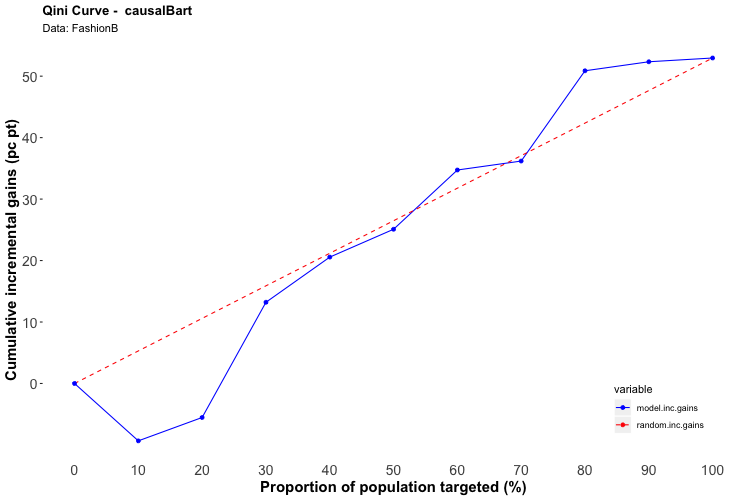 Qini Curve -  causalBart
Data: FashionB
Cumulative incremental gains (pc pt)
50
40
30
20
10
0
variable
model.inc.gains
random.inc.gains
0 10 20 30 40 50 60 70 80 90 100
Proportion of population targeted (%)